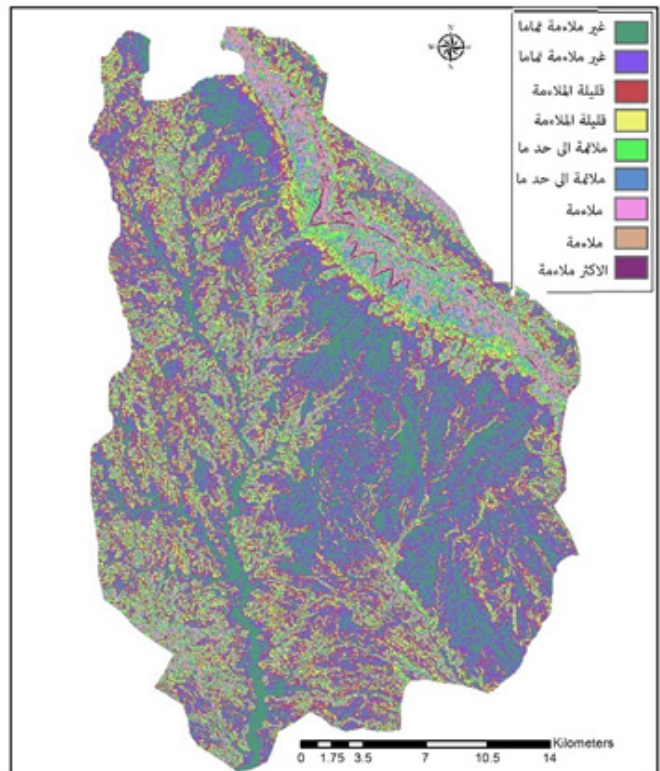 غير ملاءمة تماما
غير ملاءمة تماما
قليلة الملاءمة
قليلة الملاءمة
ملائمة الى حد ما
ملائمة الى حد ما
ملاءمة
ملاءمة
الاكثر ملاءمة
N
W E
S
Kilometers
0 1.75 3.5 7 10.5 14